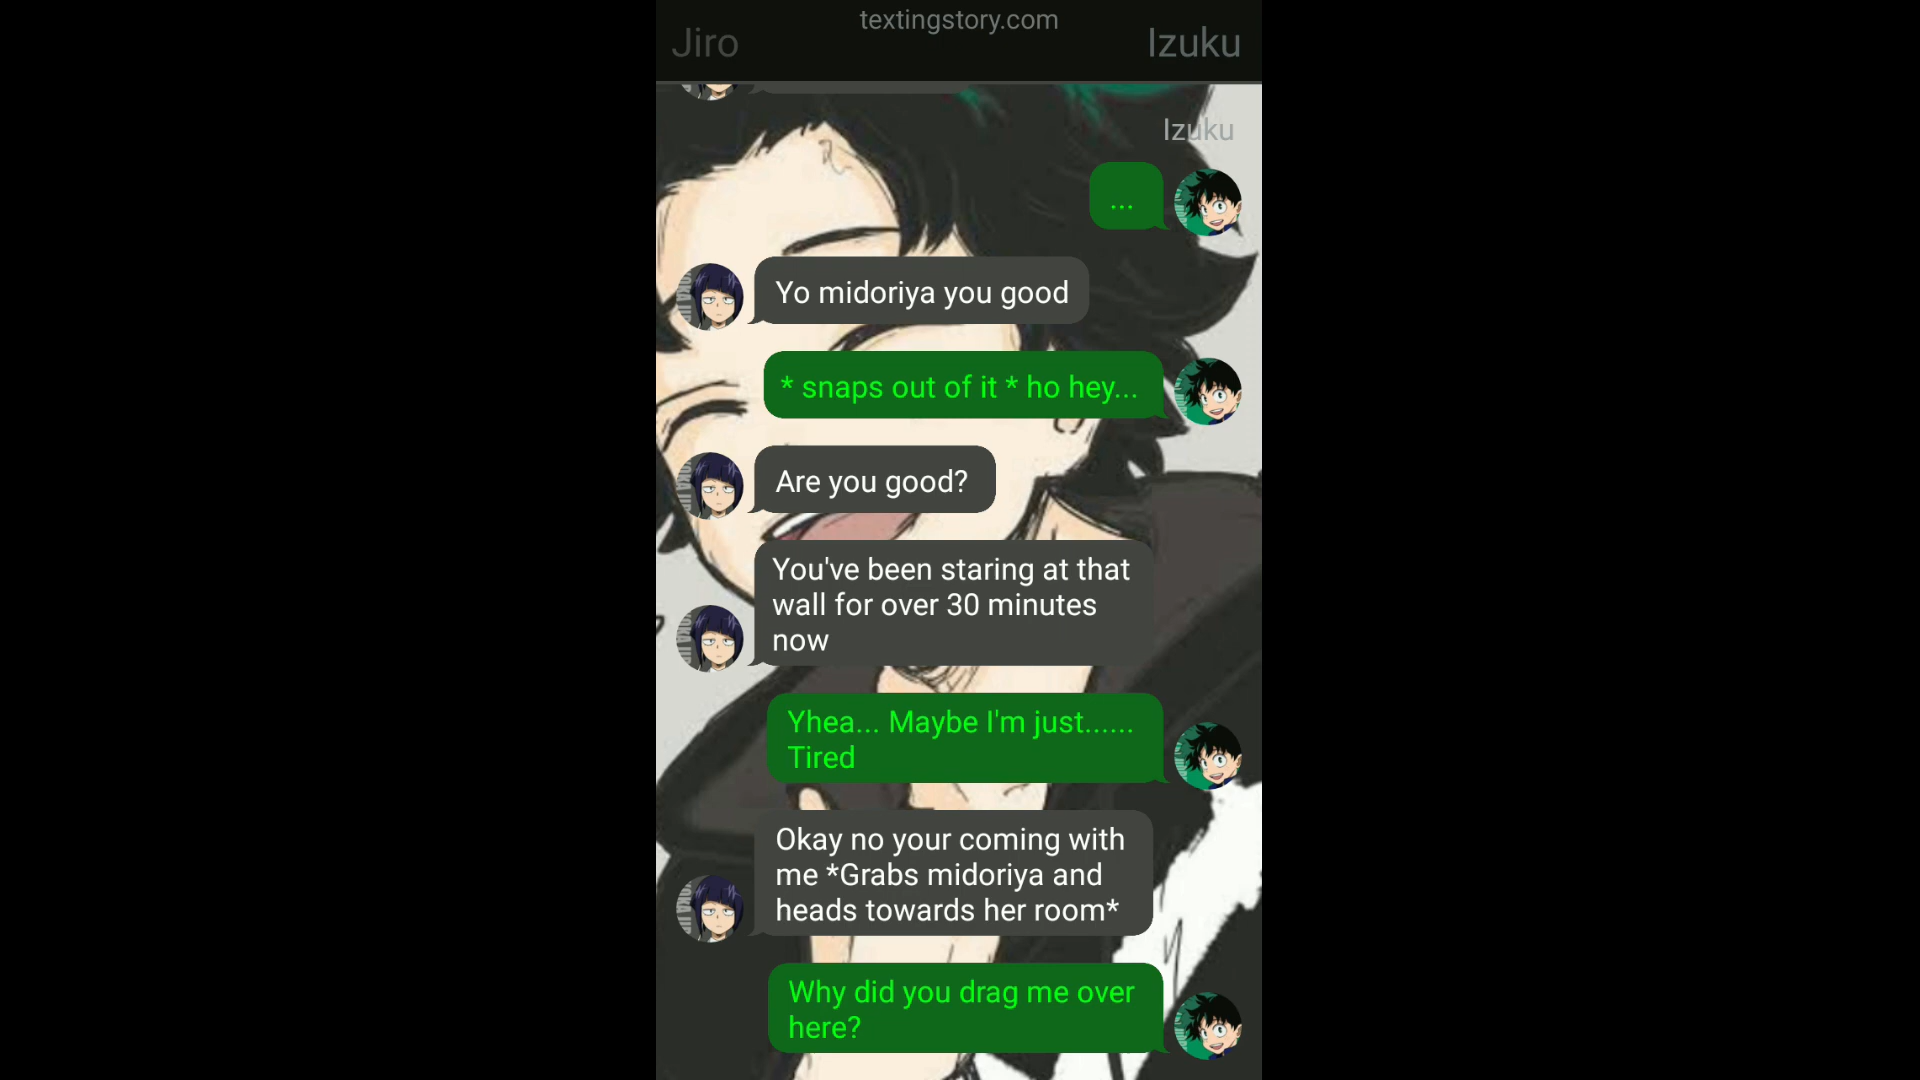 textingstory.com
Jiro
Izuku
Izuku
...
Yo midoriya you good
* snaps out of it * ho hey...
Are you good?
You've been staring at that
wall for over 30 minutes
now
Yhea... Maybe I'm just......
Tired
Okay no your coming with
me *Grabs midoriya and
heads towards her room*
Why did you drag me over
here?